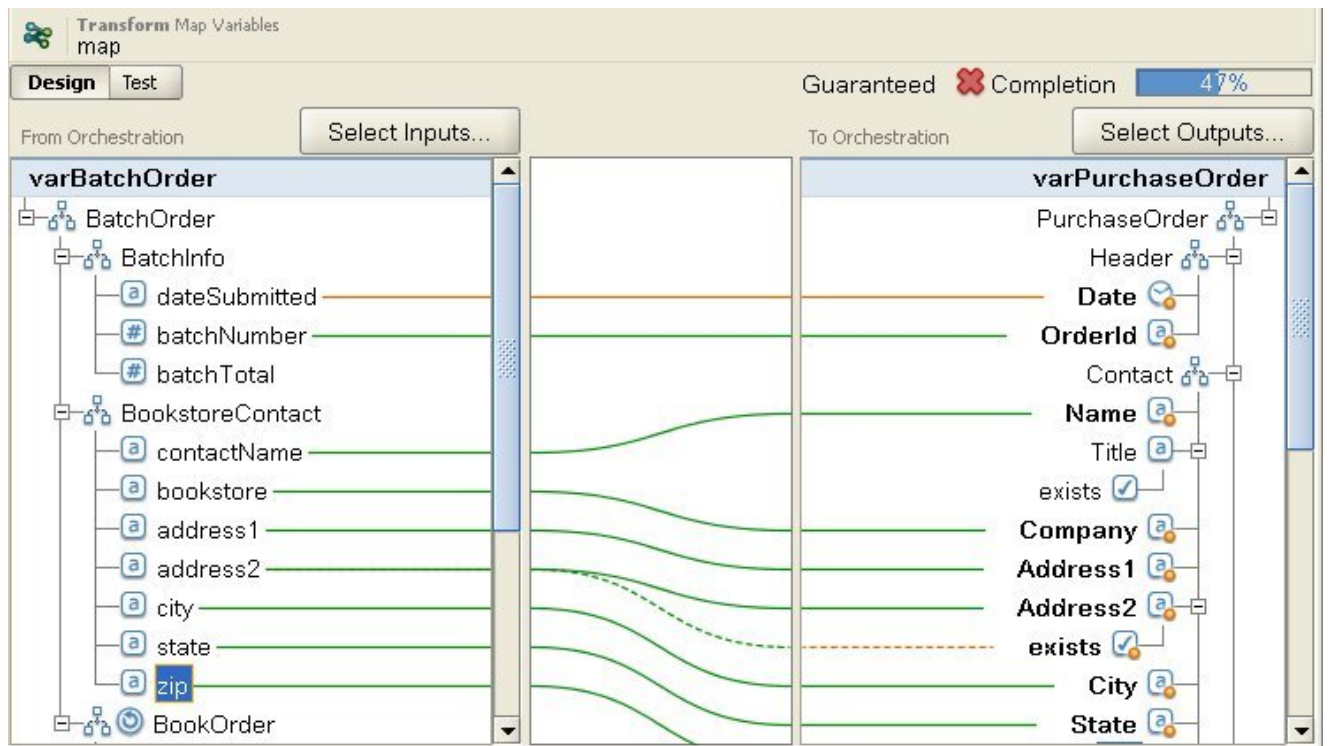 Transform Map Variables
map
Design Test
Guaranteed Completion 47%
From Orchestration Select Inputs...
To Orchestration Select Outputs...
varBatchOrder
BatchOrder
BatchInfo
a dateSubmitted
# batchNumber
# batchTotal
BookstoreContact
a contactName
a bookstore
a address1
a address2
a city
a state
a zip
BookOrder
varPurchaseOrder
PurchaseOrder
Header
Date
OrderId a
Contact
Name a
Title a
exists
Company a
Address1 a
Address2 a
exists
City a
State a